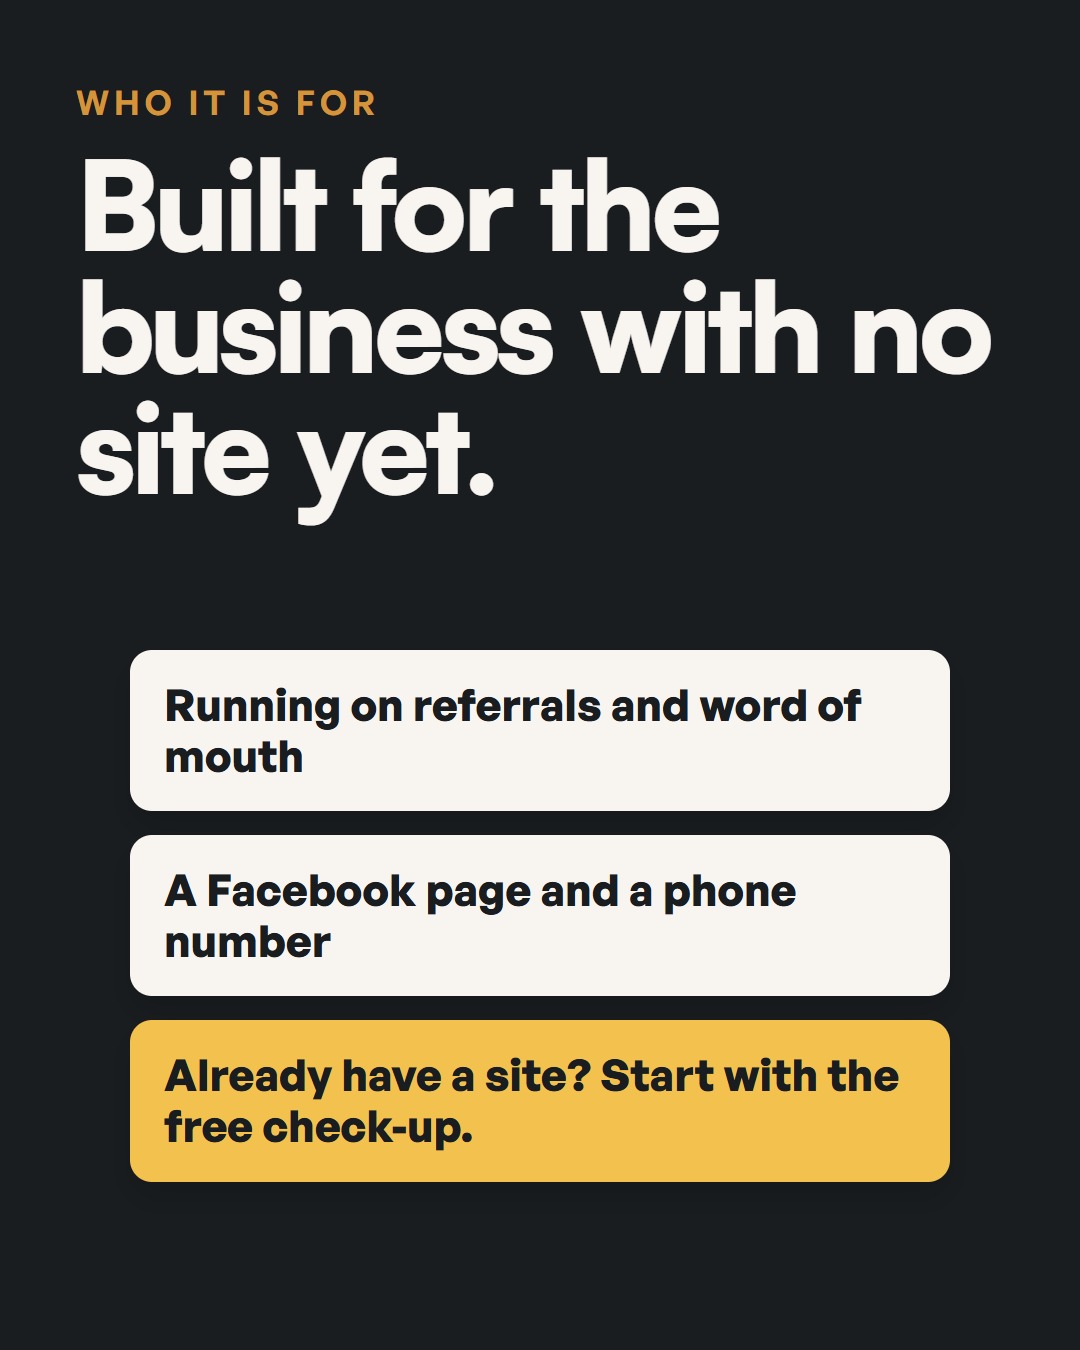 WHO IT IS FOR
Built for the
business with no
site yet.
Running on referrals and word of
mouth
A Facebook page and a phone
number
Already have a site? Start with the
free check-up.